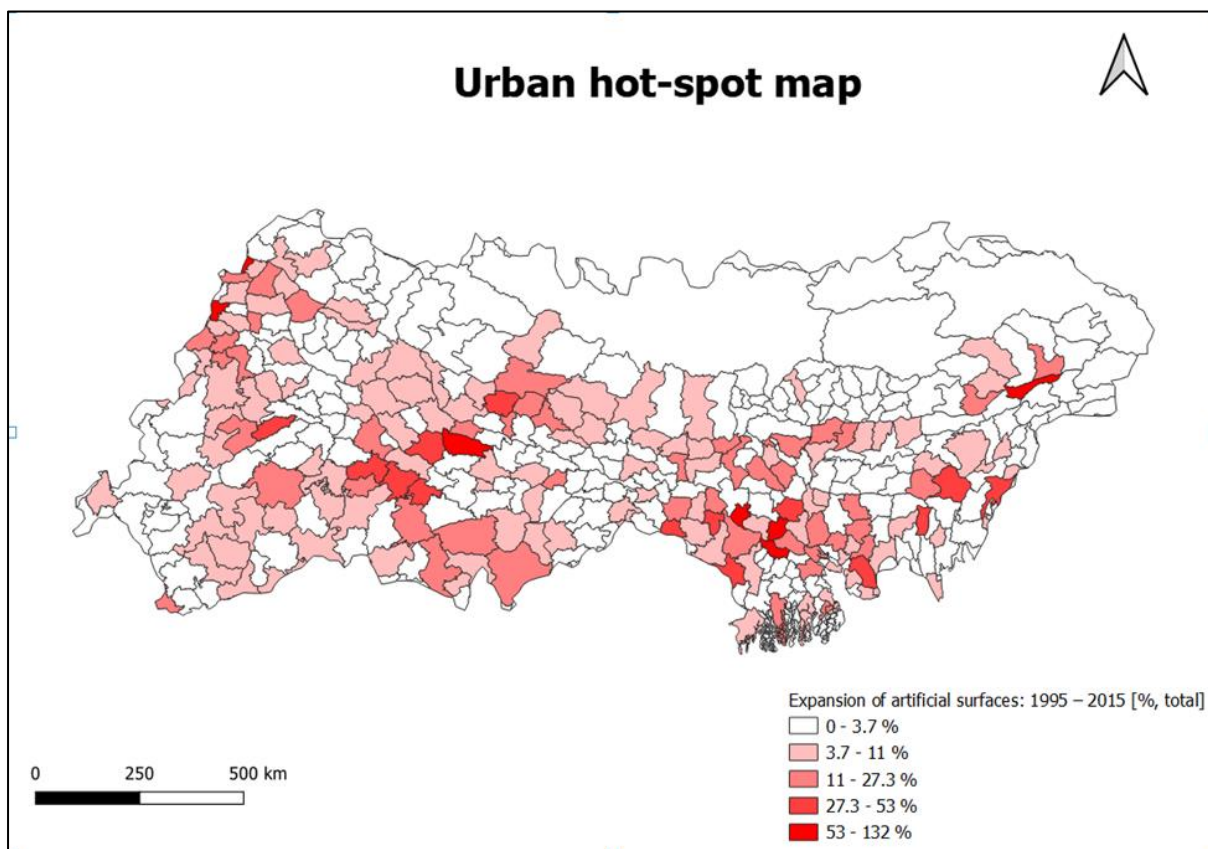 Urban hot-spot map
Expansion of artificial surfaces: 1995 – 2015 [%, total]
0 - 3.7 %
3.7 - 11 %
11 - 27.3 %
27.3 - 53 %
53 - 132 %
0 250 500 km